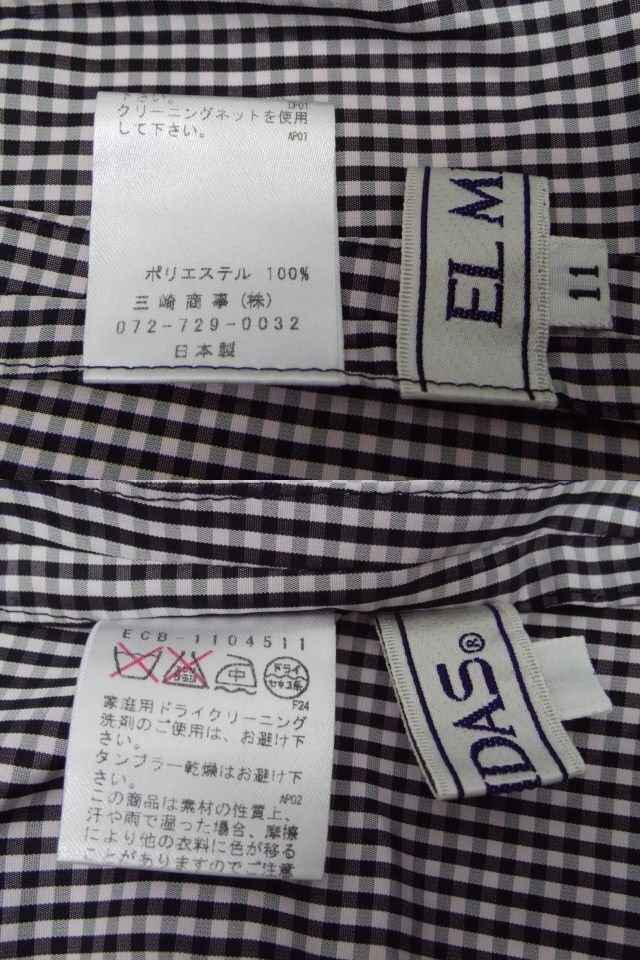 DP01
クリーニングネットを使用
して下さい。
AP01
ポリエステル 100%
三崎商事(株)
072-729-0032
日本製
EL M
11
ECB-1104511
中
ドライ
セキユ系
F24
家庭用ドライクリーニング
洗剤のご使用は、お避け下
さい。
タンブラー乾燥はお避け下
さい。
AP02
この商品は素材の性質上、
汗や雨で湿った場合、摩擦
により他の衣料に色が移る
ことがありますのでご注意
DAS®